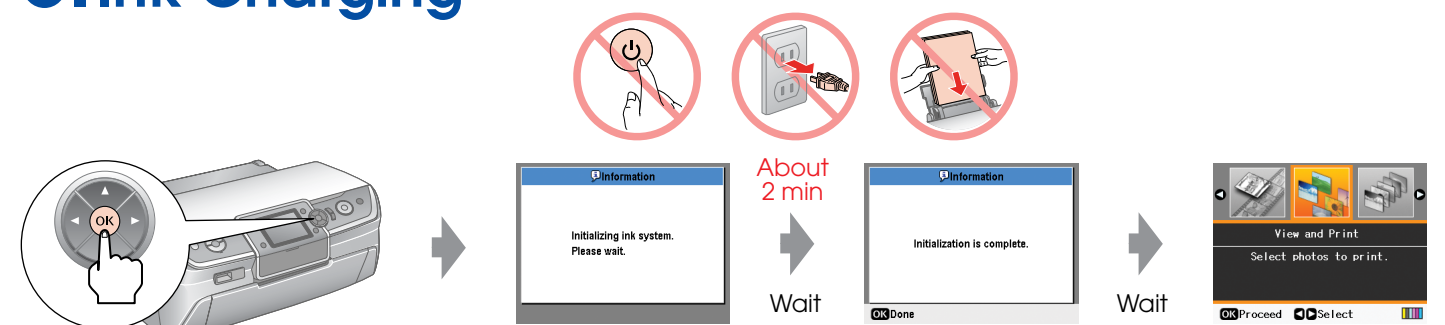 Ink Charging
OK
Information
Initializing ink system.
Please wait.
About
2 min
Wait
Information
Initialization is complete.
OK Done
Wait
View and Print
Select photos to print.
OK Proceed
Select